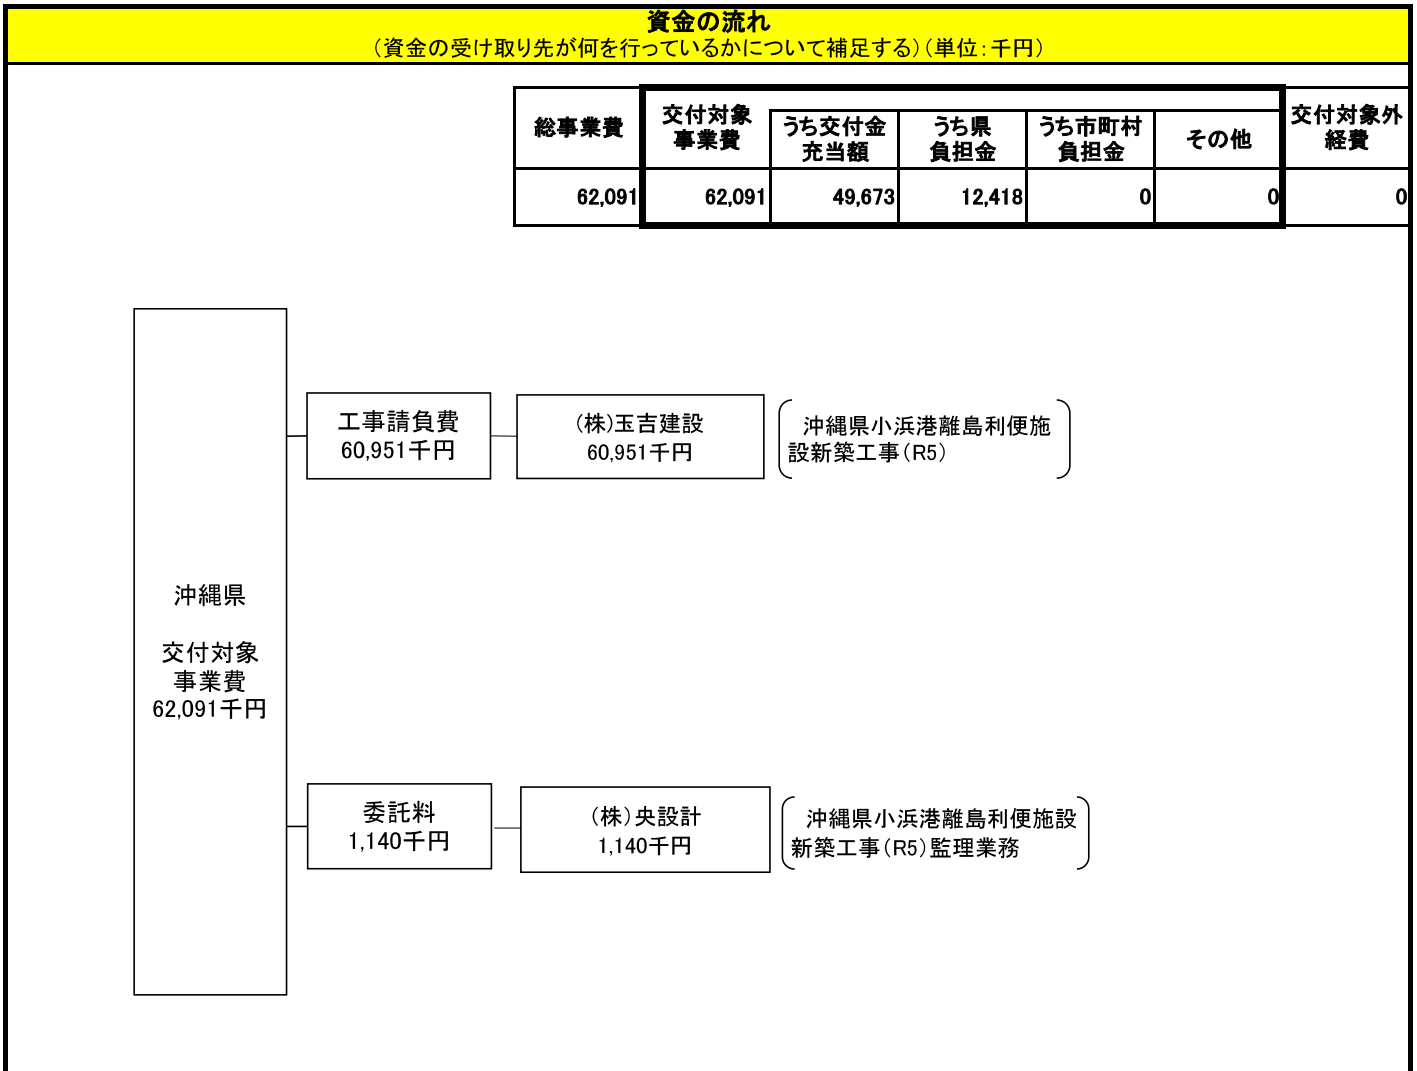 資金の流れ
（資金の受け取り先が何を行っているかについて補足する）（単位：千円）
総事業費
交付対象
事業費
うち交付金
充当額
うち県
負担金
うち市町村
負担金
その他
交付対象外
経費
62,091
62,091
49,673
12,418
0
0
0
工事請負費
60,951千円
（株）玉吉建設
60,951千円
沖縄県小浜港離島利便施
設新築工事（R5）
沖縄県
交付対象
事業費
62,091千円
委託料
1,140千円
（株）央設計
1,140千円
沖縄県小浜港離島利便施設
新築工事（R5）監理業務